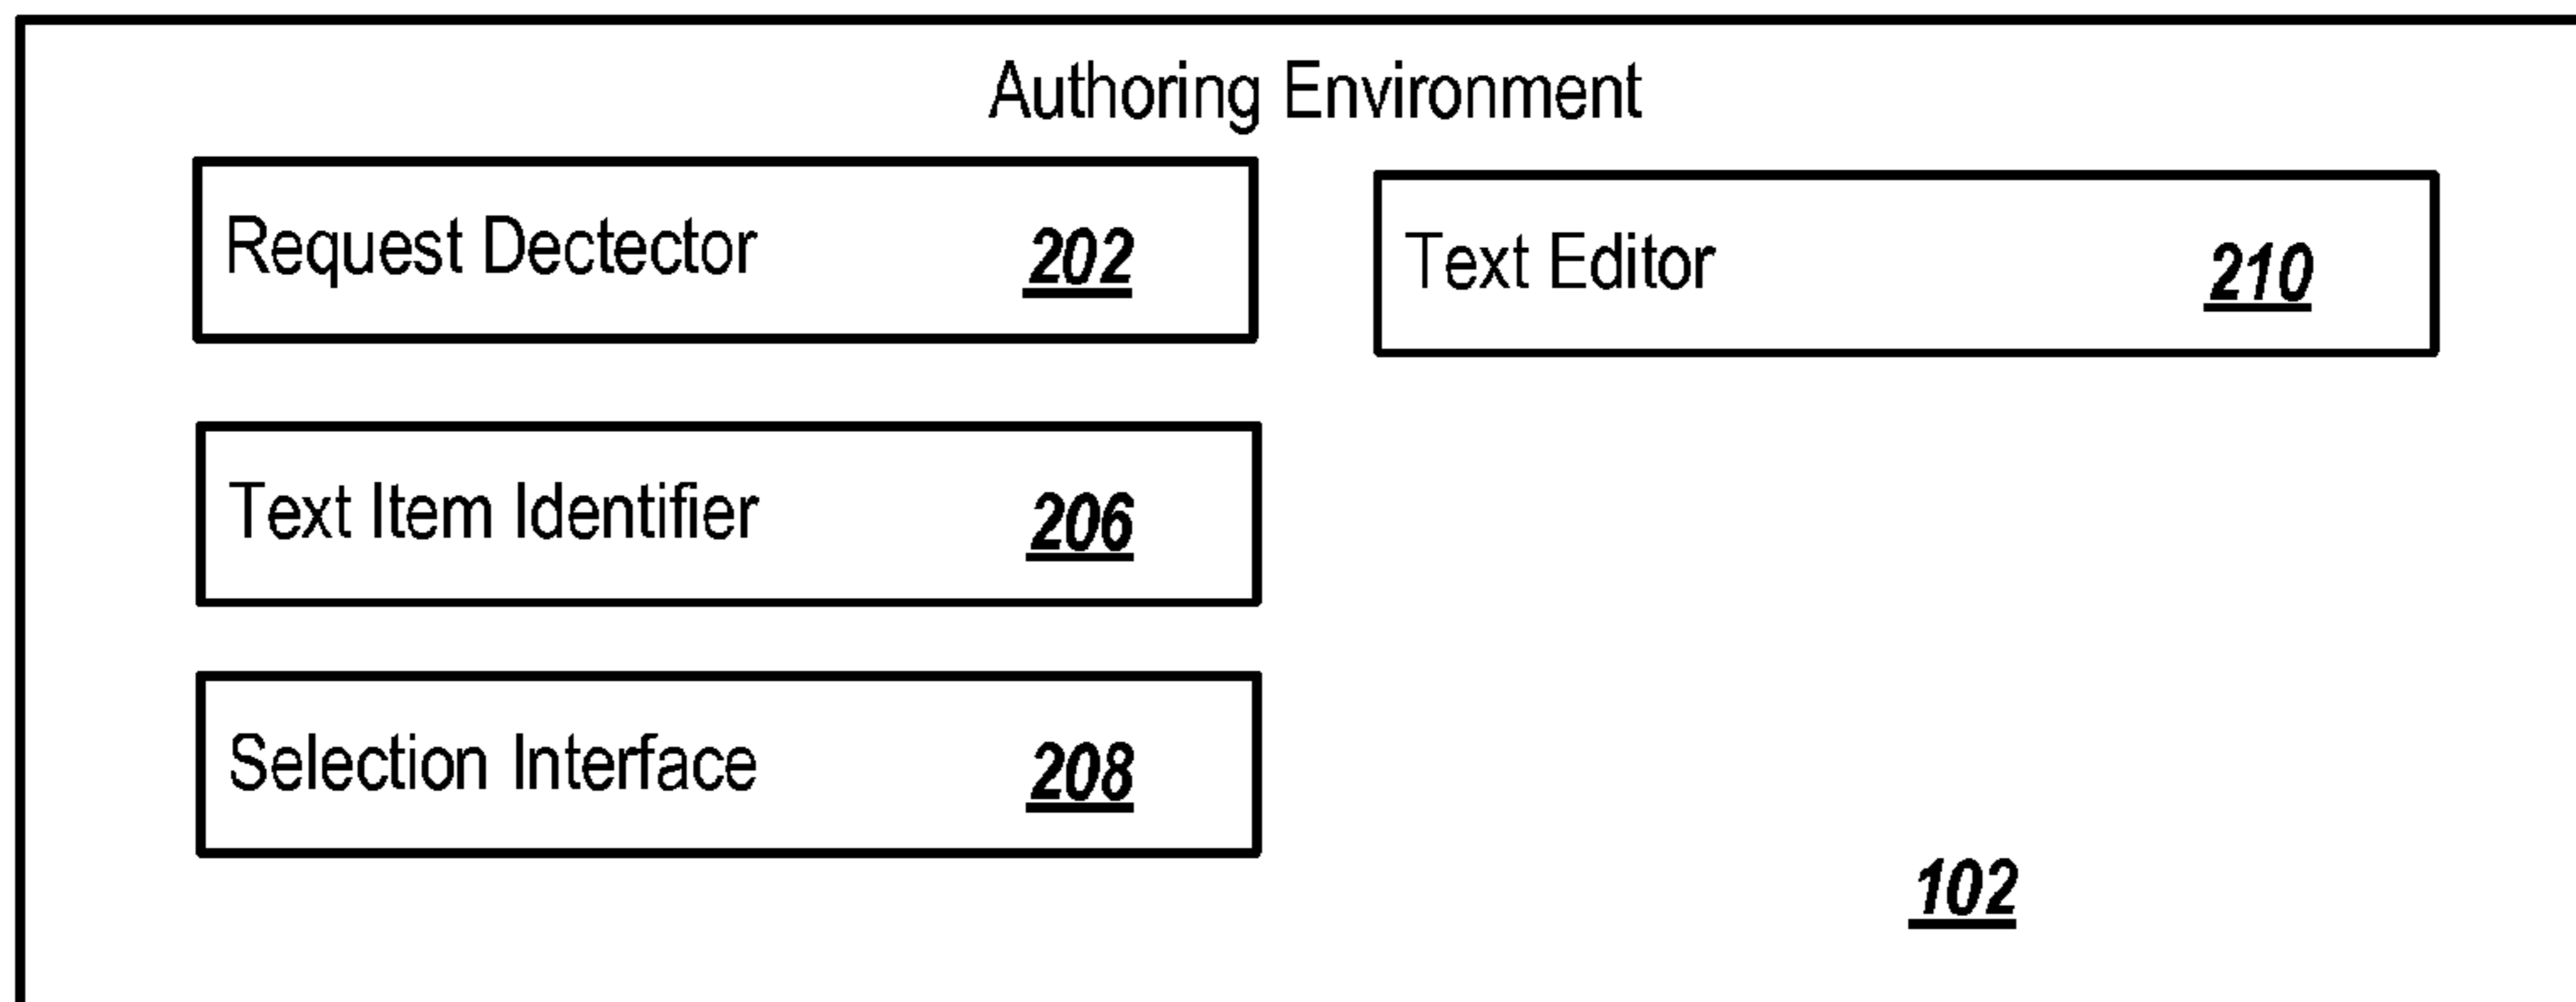 Authoring Environment
Request Dectector 202
Text Editor 210
Text Item Identifier 206
Selection Interface 208
102